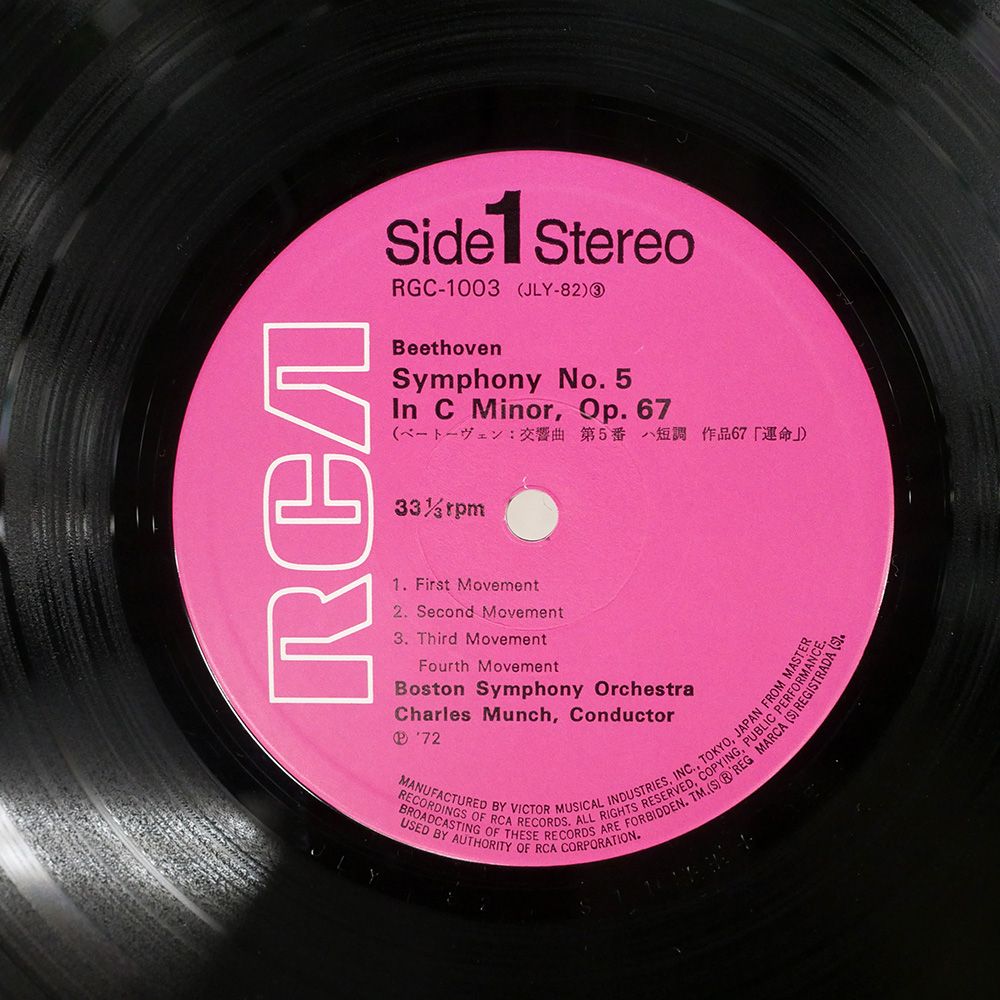 Side 1 Stereo
RGC-1003 (JLY-82)③
Beethoven
Symphony No. 5
In C Minor, Op. 67
(ベートーヴェン：交響曲 第5番 ハ短調 作品67「運命」)
33⅓rpm
1. First Movement
2. Second Movement
3. Third Movement
Fourth Movement
Boston Symphony Orchestra
Charles Munch, Conductor
Ⓟ '72
RCA
MANUFACTURED BY VICTOR MUSICAL INDUSTRIES, INC., TOKYO, JAPAN FROM MASTER
RECORDINGS OF RCA RECORDS. ALL RIGHTS RESERVED, COPYING, PUBLIC PERFORMANCE,
BROADCASTING OF THESE RECORDS ARE FORBIDDEN. TM.(S)® REG MARCA (S) REGISTRADA (S).
USED BY AUTHORITY OF RCA CORPORATION.